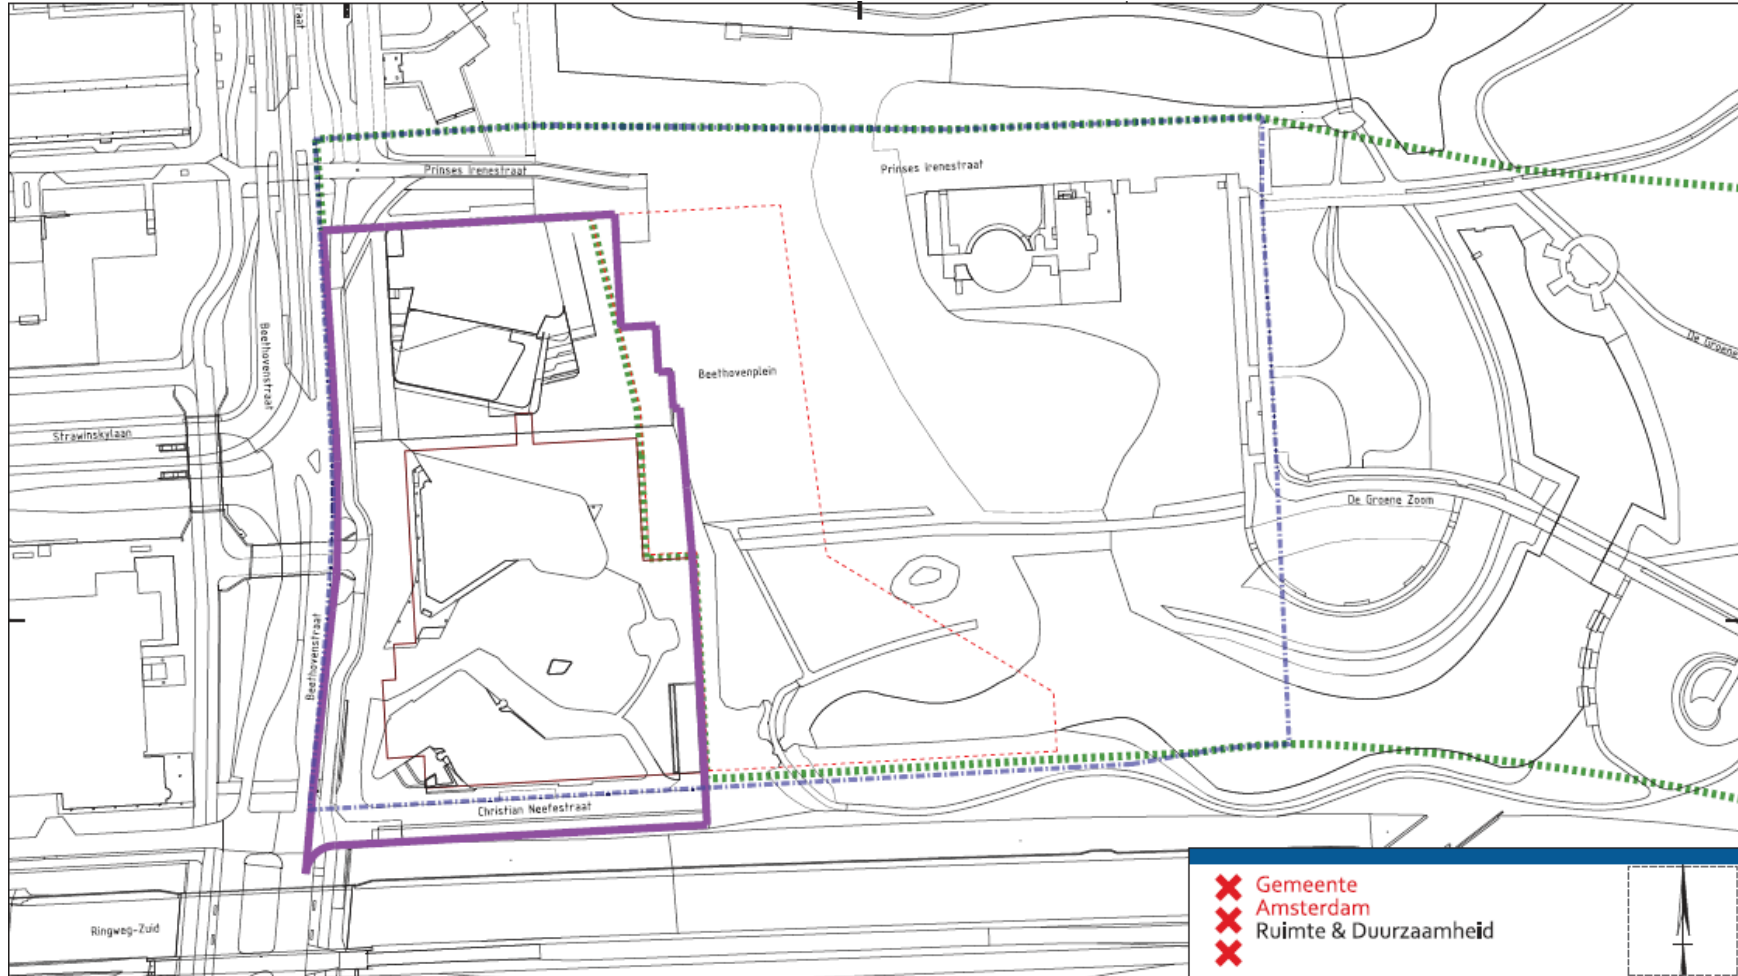 straat
Prinses Irenestraat
Prinses Irenestraat
Beethovenstraat
Beethovenplein
De Groene
Strawinskylaan
De Groene Zoom
Beethovenstraat
Christian Neefestraat
Ringweg-Zuid
Gemeente
Amsterdam
Ruimte & Duurzaamheid